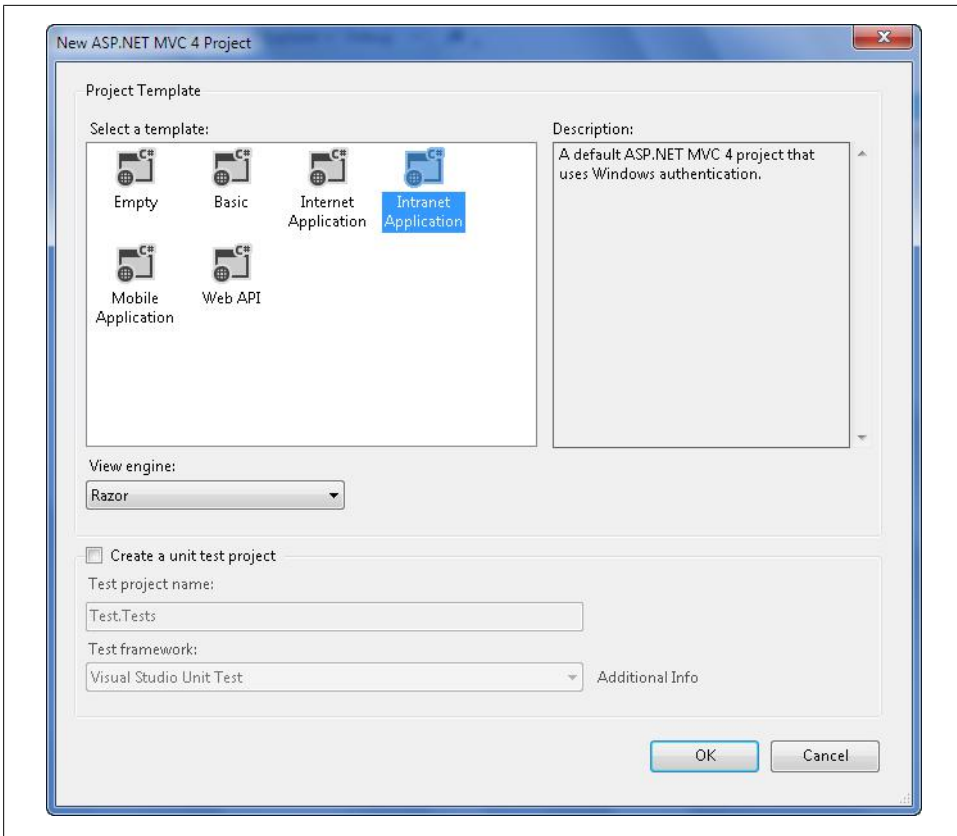 New ASP.NET MVC 4 Project
Project Template
Select a template:
C#
Empty
C#
Basic
C#
Internet
Application
C#
Intranet
Application
C#
Mobile
Application
C#
Web API
Description:
A default ASP.NET MVC 4 project that
uses Windows authentication.
View engine:
Razor
Create a unit test project
Test project name:
Test.Tests
Test framework:
Visual Studio Unit Test
Additional Info
OK
Cancel